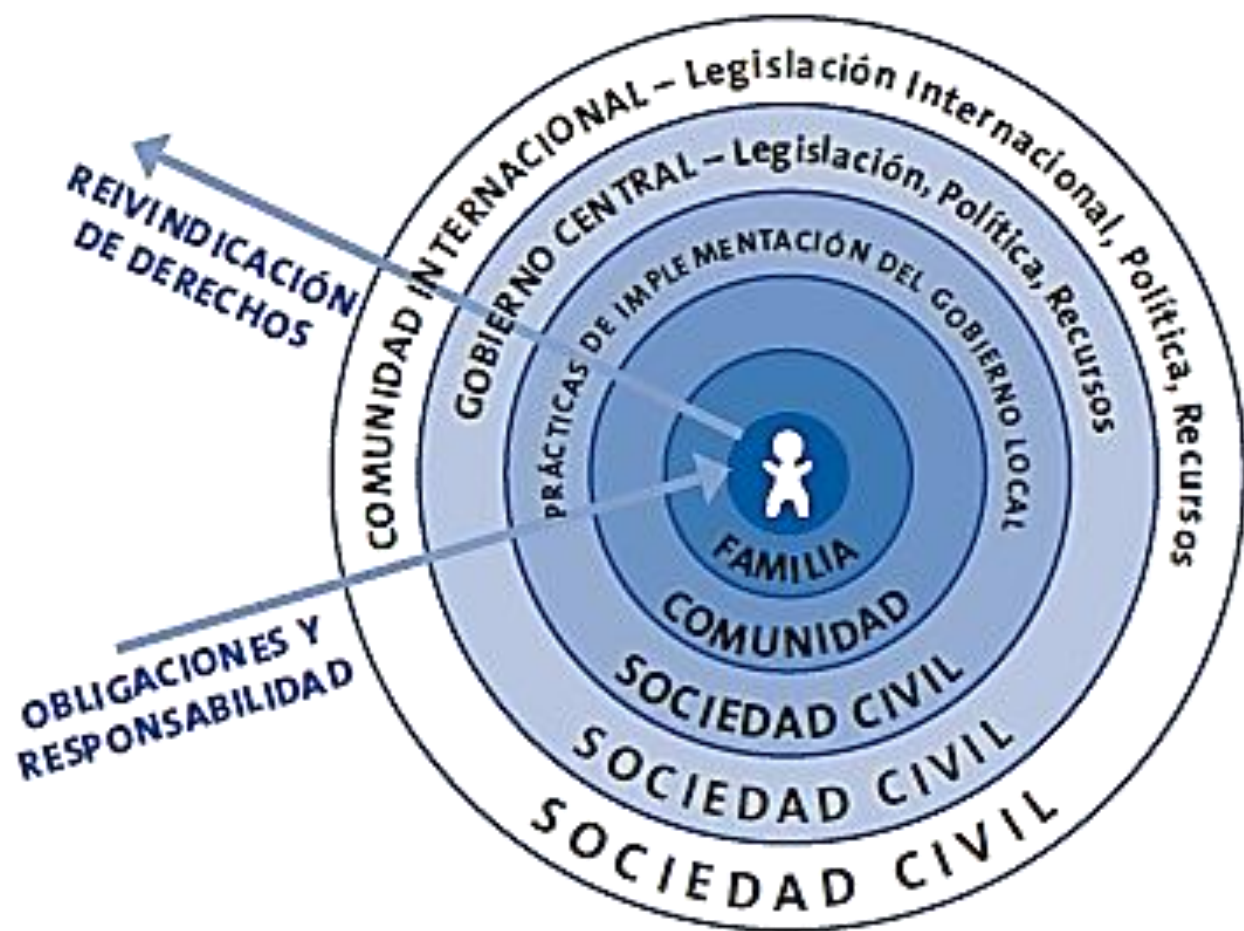 COMUNIDAD INTERNACIONAL – Legislación Internacional, Política, Recursos
GOBIERNO CENTRAL – Legislación, Política, Recursos
PRÁCTICAS DE IMPLEMENTACIÓN DEL GOBIERNO LOCAL
REIVINDICACIÓN
DE DERECHOS
OBLIGACIONES Y
RESPONSABILIDAD
FAMILIA
COMUNIDAD
SOCIEDAD CIVIL
SOCIEDAD CIVIL
SOCIEDAD CIVIL